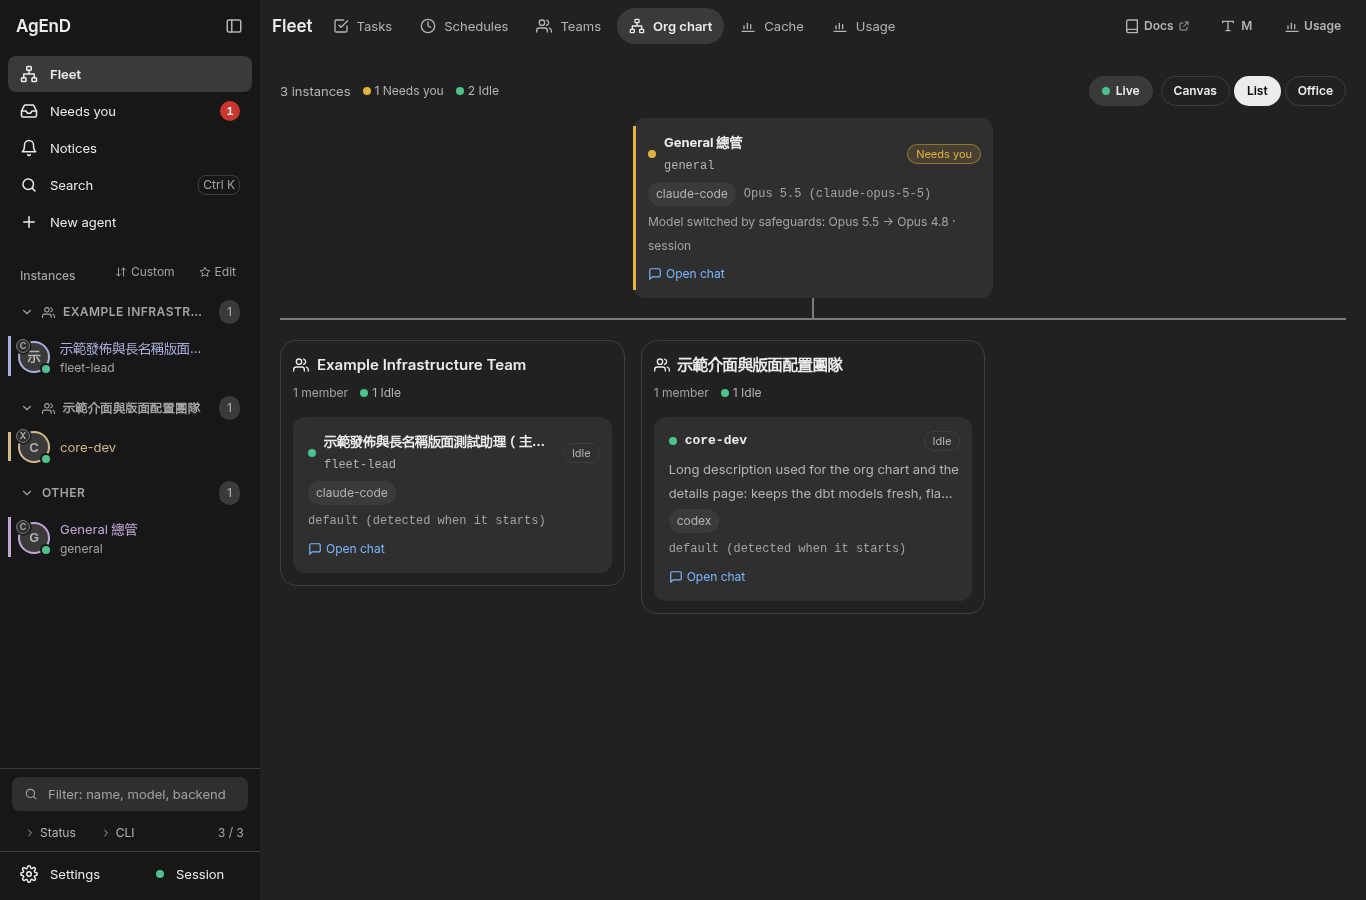 AgEnD
Fleet
Needs you 1
Notices
Search Ctrl K
New agent
Instances Custom Edit
EXAMPLE INFRASTR... 1
C 示 示範發佈與長名稱版面...
fleet-lead
示範介面與版面配置團隊 1
X C core-dev
OTHER 1
C G General 總管
general
Filter: name, model, backend
Status CLI 3 / 3
Settings Session
Fleet Tasks Schedules Teams Org chart Cache Usage Docs M Usage
3 instances 1 Needs you 2 Idle Live Canvas List Office
General 總管
general
Needs you
claude-code Opus 5.5 (claude-opus-5-5)
Model switched by safeguards: Opus 5.5 → Opus 4.8 ·
session
Open chat
Example Infrastructure Team
1 member 1 Idle
示範發佈與長名稱版面測試助理（主...
fleet-lead
Idle
claude-code
default (detected when it starts)
Open chat
示範介面與版面配置團隊
1 member 1 Idle
core-dev Idle
Long description used for the org chart and the
details page: keeps the dbt models fresh, fla...
codex
default (detected when it starts)
Open chat